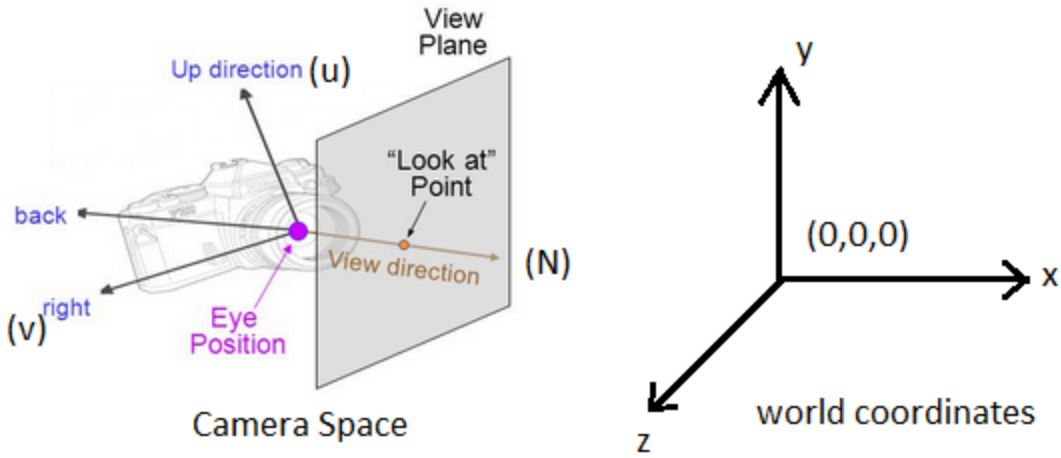 View
Plane
Up direction (u)
"Look at"
Point
back
View direction
(N)
right
(v)
Eye
Position
Camera Space
y
(0,0,0)
x
z
world coordinates